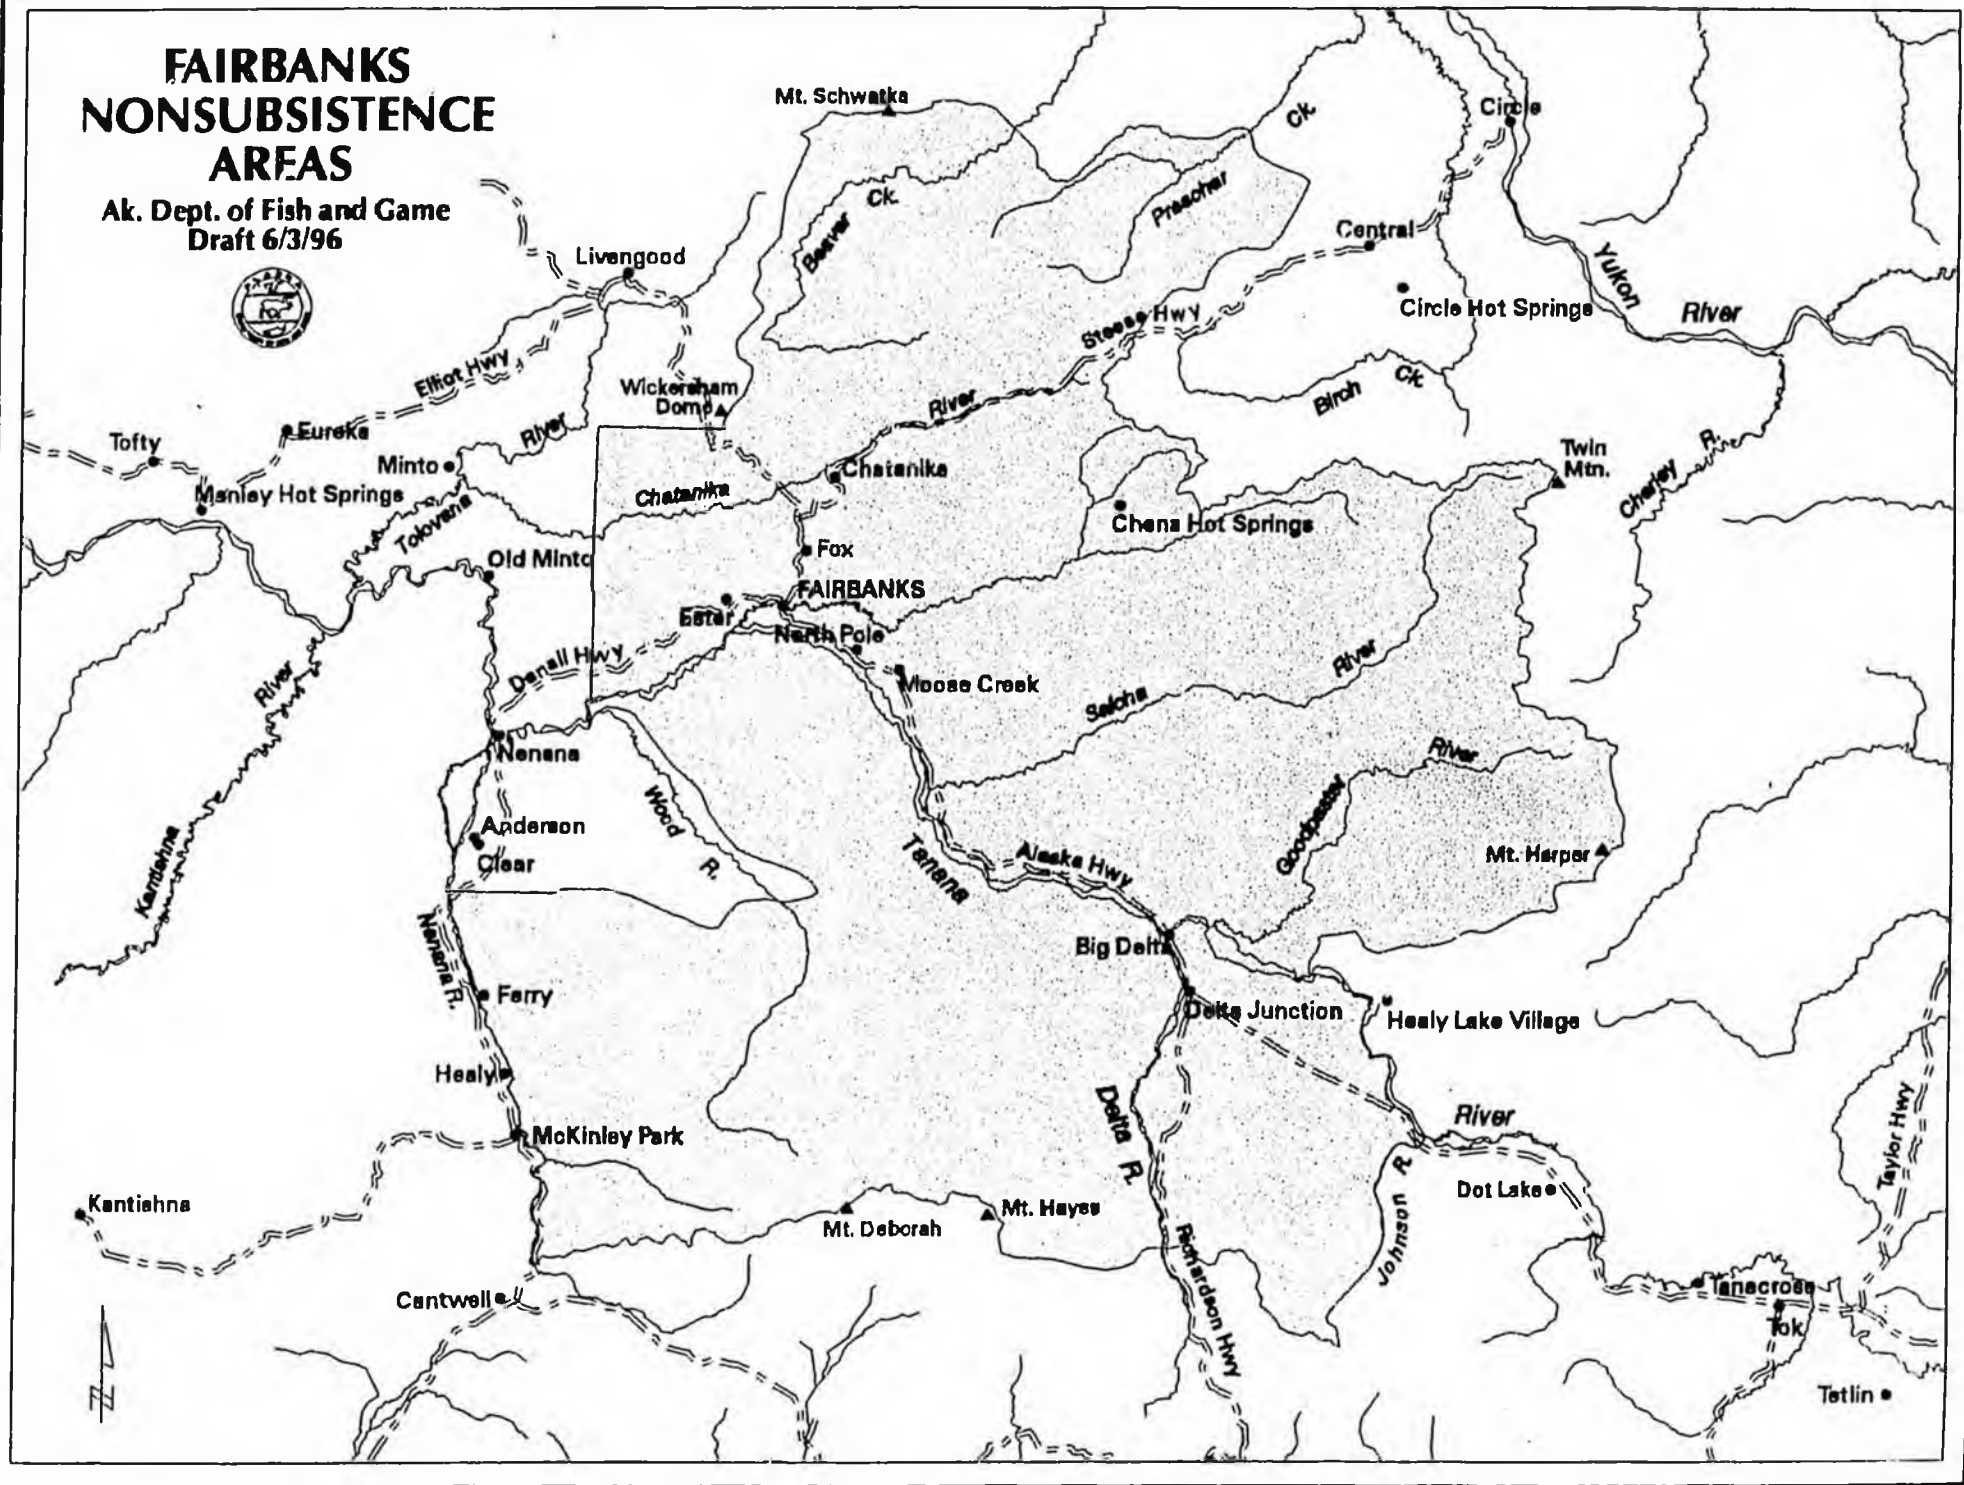 FAIRBANKS
NONSUBSISTENCE
AREAS
Ak. Dept. of Fish and Game
Draft 6/3/96
Mt. Schwatka
Ck.
Circle
Beaver
Ck.
Preacher
Central
Livengood
Yukon
River
Circle Hot Springs
Steese Hwy
Elliot Hwy
Wickersham
Dome
River
Birch
Ck.
Tofty
Eureka
River
Minto
Chatanika
Twin
Mtn.
Charley
R.
Manley Hot Springs
Chatanika
Tolovana
Chena Hot Springs
Old Minto
Fox
FAIRBANKS
Ester
North Pole
Denali Hwy
River
River
Moose Creek
Salcha
Nenana
River
Wood
R.
Goodpaster
Anderson
Clear
Kantishna
Tanana
Alaska Hwy
Mt. Harper
Nenana R.
Big Delta
Ferry
Delta Junction
Healy Lake Village
Healy
Delta
R.
River
Taylor Hwy
McKinley Park
Johnson
R.
Dot Lake
Kantishna
Mt. Deborah
Mt. Hayes
Richardson Hwy
Cantwell
Tanacross
Tok
Tetlin